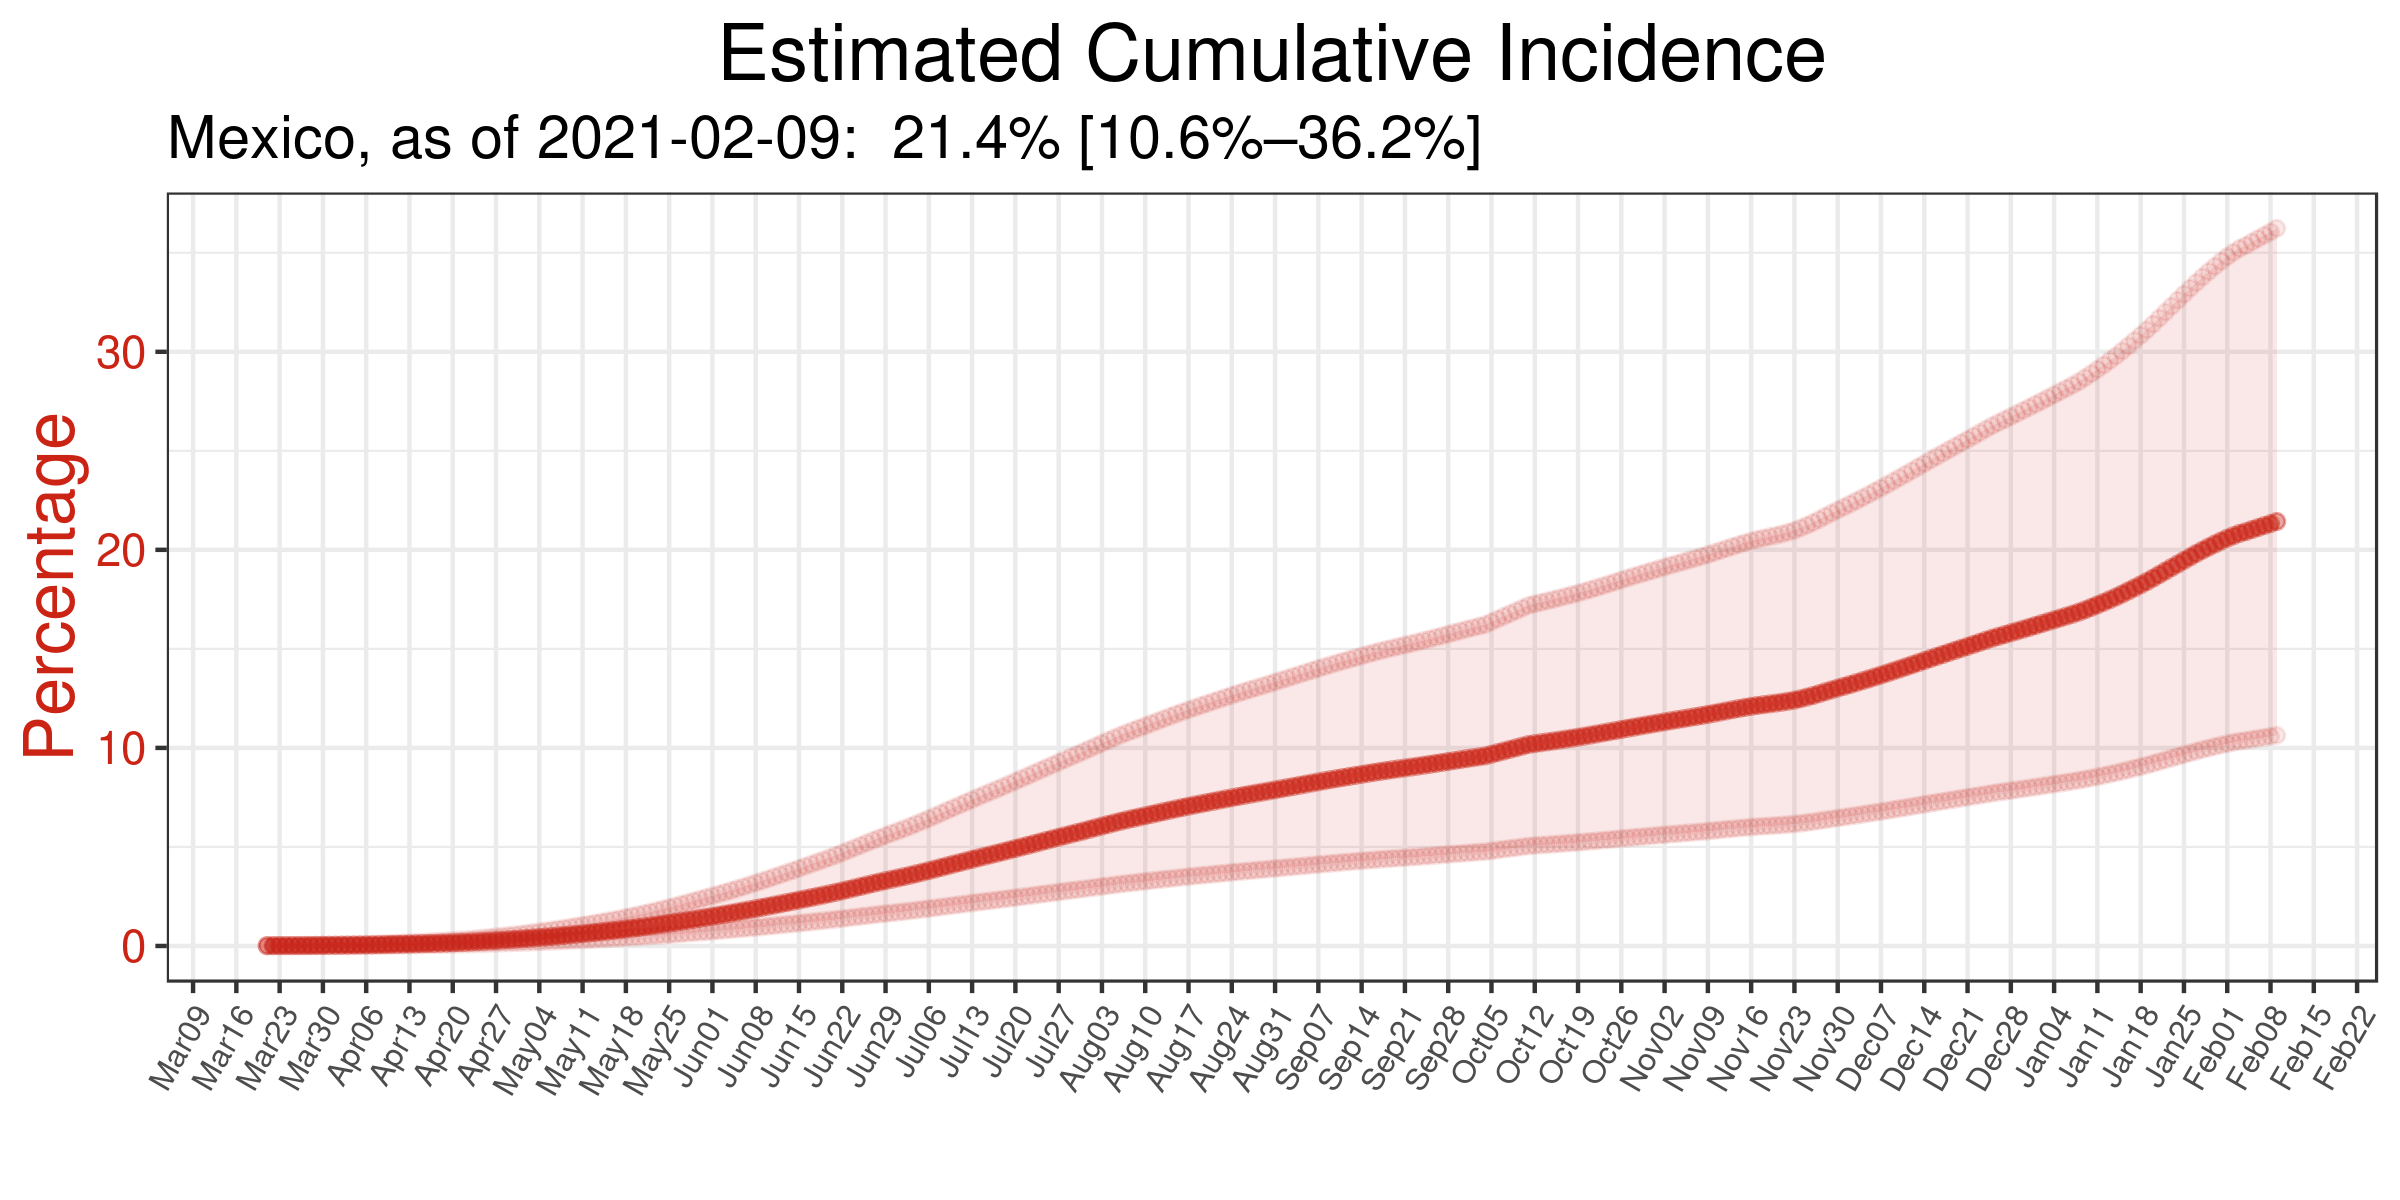 Estimated Cumulative Incidence
Mexico, as of 2021-02-09:  21.4% [10.6%–36.2%]
Percentage
30
20
10
0
Mar09
Mar16
Mar23
Mar30
Apr06
Apr13
Apr20
Apr27
May04
May11
May18
May25
Jun01
Jun08
Jun15
Jun22
Jun29
Jul06
Jul13
Jul20
Jul27
Aug03
Aug10
Aug17
Aug24
Aug31
Sep07
Sep14
Sep21
Sep28
Oct05
Oct12
Oct19
Oct26
Nov02
Nov09
Nov16
Nov23
Nov30
Dec07
Dec14
Dec21
Dec28
Jan04
Jan11
Jan18
Jan25
Feb01
Feb08
Feb15
Feb22